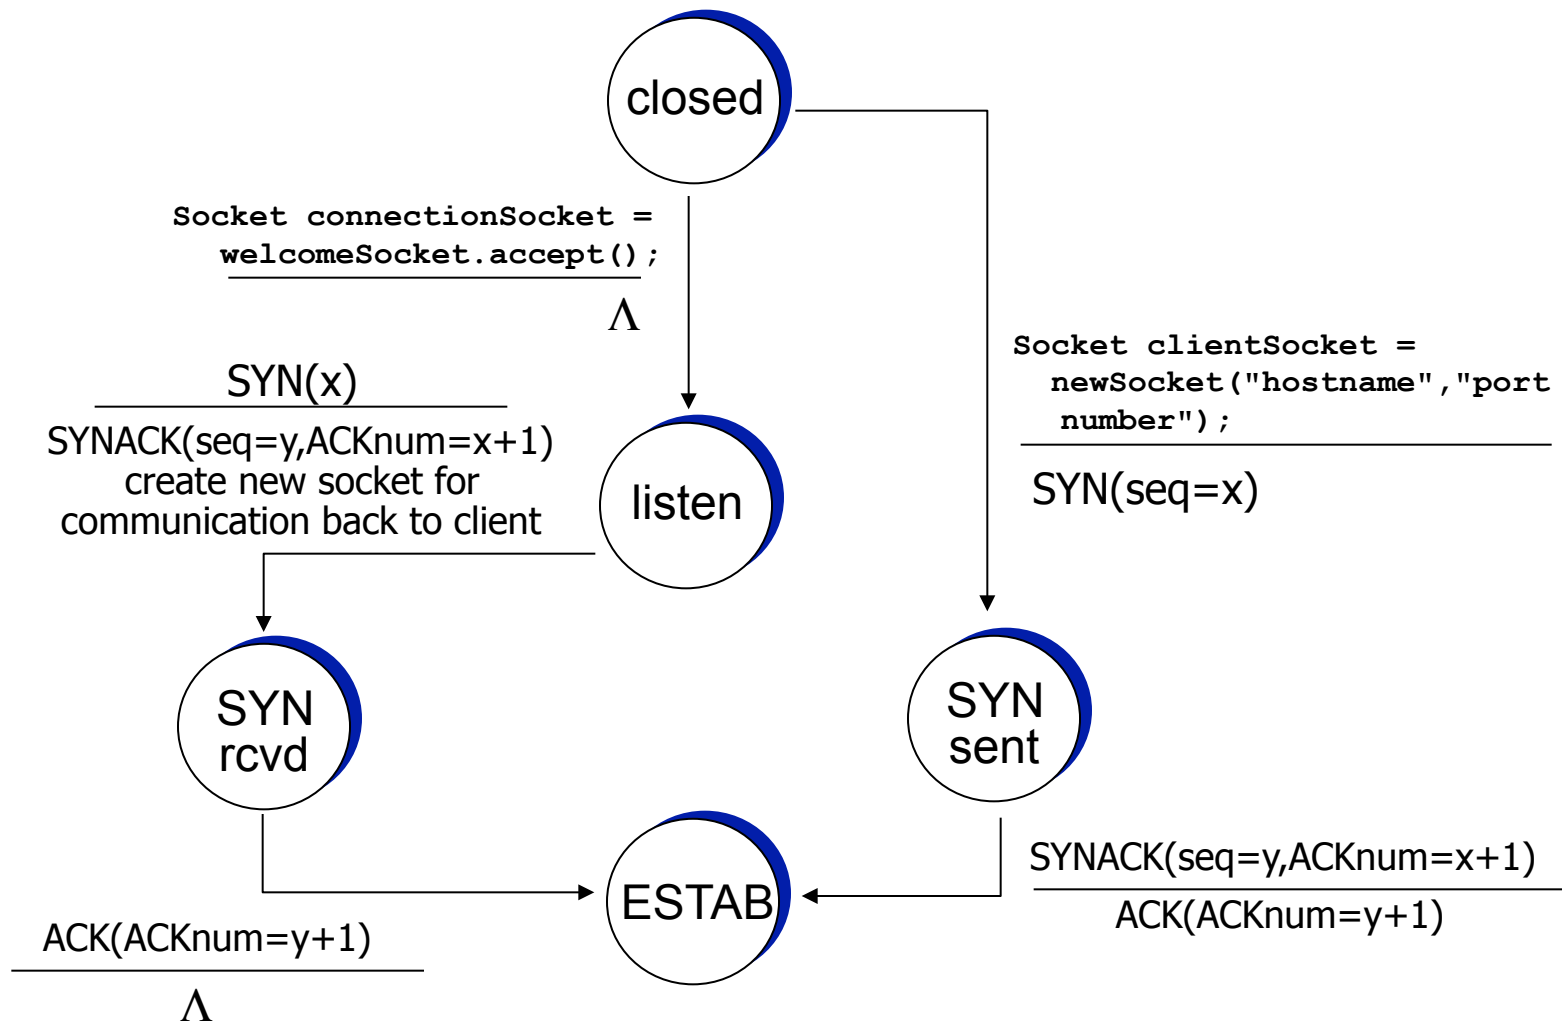 closed
Socket connectionSocket =
welcomeSocket.accept();
Λ
Socket clientSocket =
newSocket("hostname","port
number");
SYN(seq=x)
SYN(x)
SYNACK(seq=y,ACKnum=x+1)
create new socket for
communication back to client
listen
SYN
rcvd
SYN
sent
ESTAB
SYNACK(seq=y,ACKnum=x+1)
ACK(ACKnum=y+1)
ACK(ACKnum=y+1)
Λ